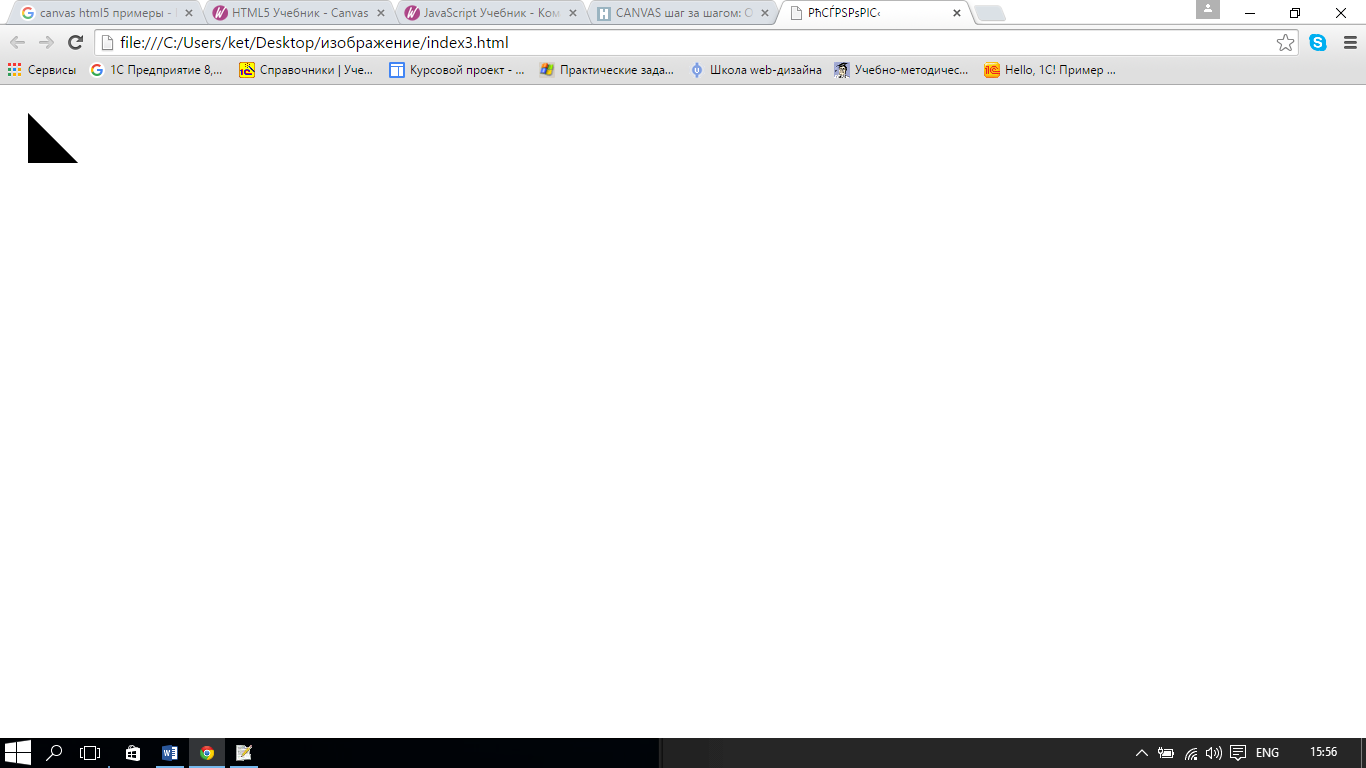 canvas html5 примеры -
HTML5 Учебник - Canvas
JavaScript Учебник - Ком
CANVAS шаг за шагом: О
РћСЃРЅРѕРІС‹
file:///C:/Users/ket/Desktop/изображение/index3.html
Сервисы
1С Предприятие 8,...
Справочники | Уче...
Курсовой проект - ...
Практические зада...
Школа web-дизайна
Учебно-методичес...
Hello, 1С! Пример ...
ENG
15:56